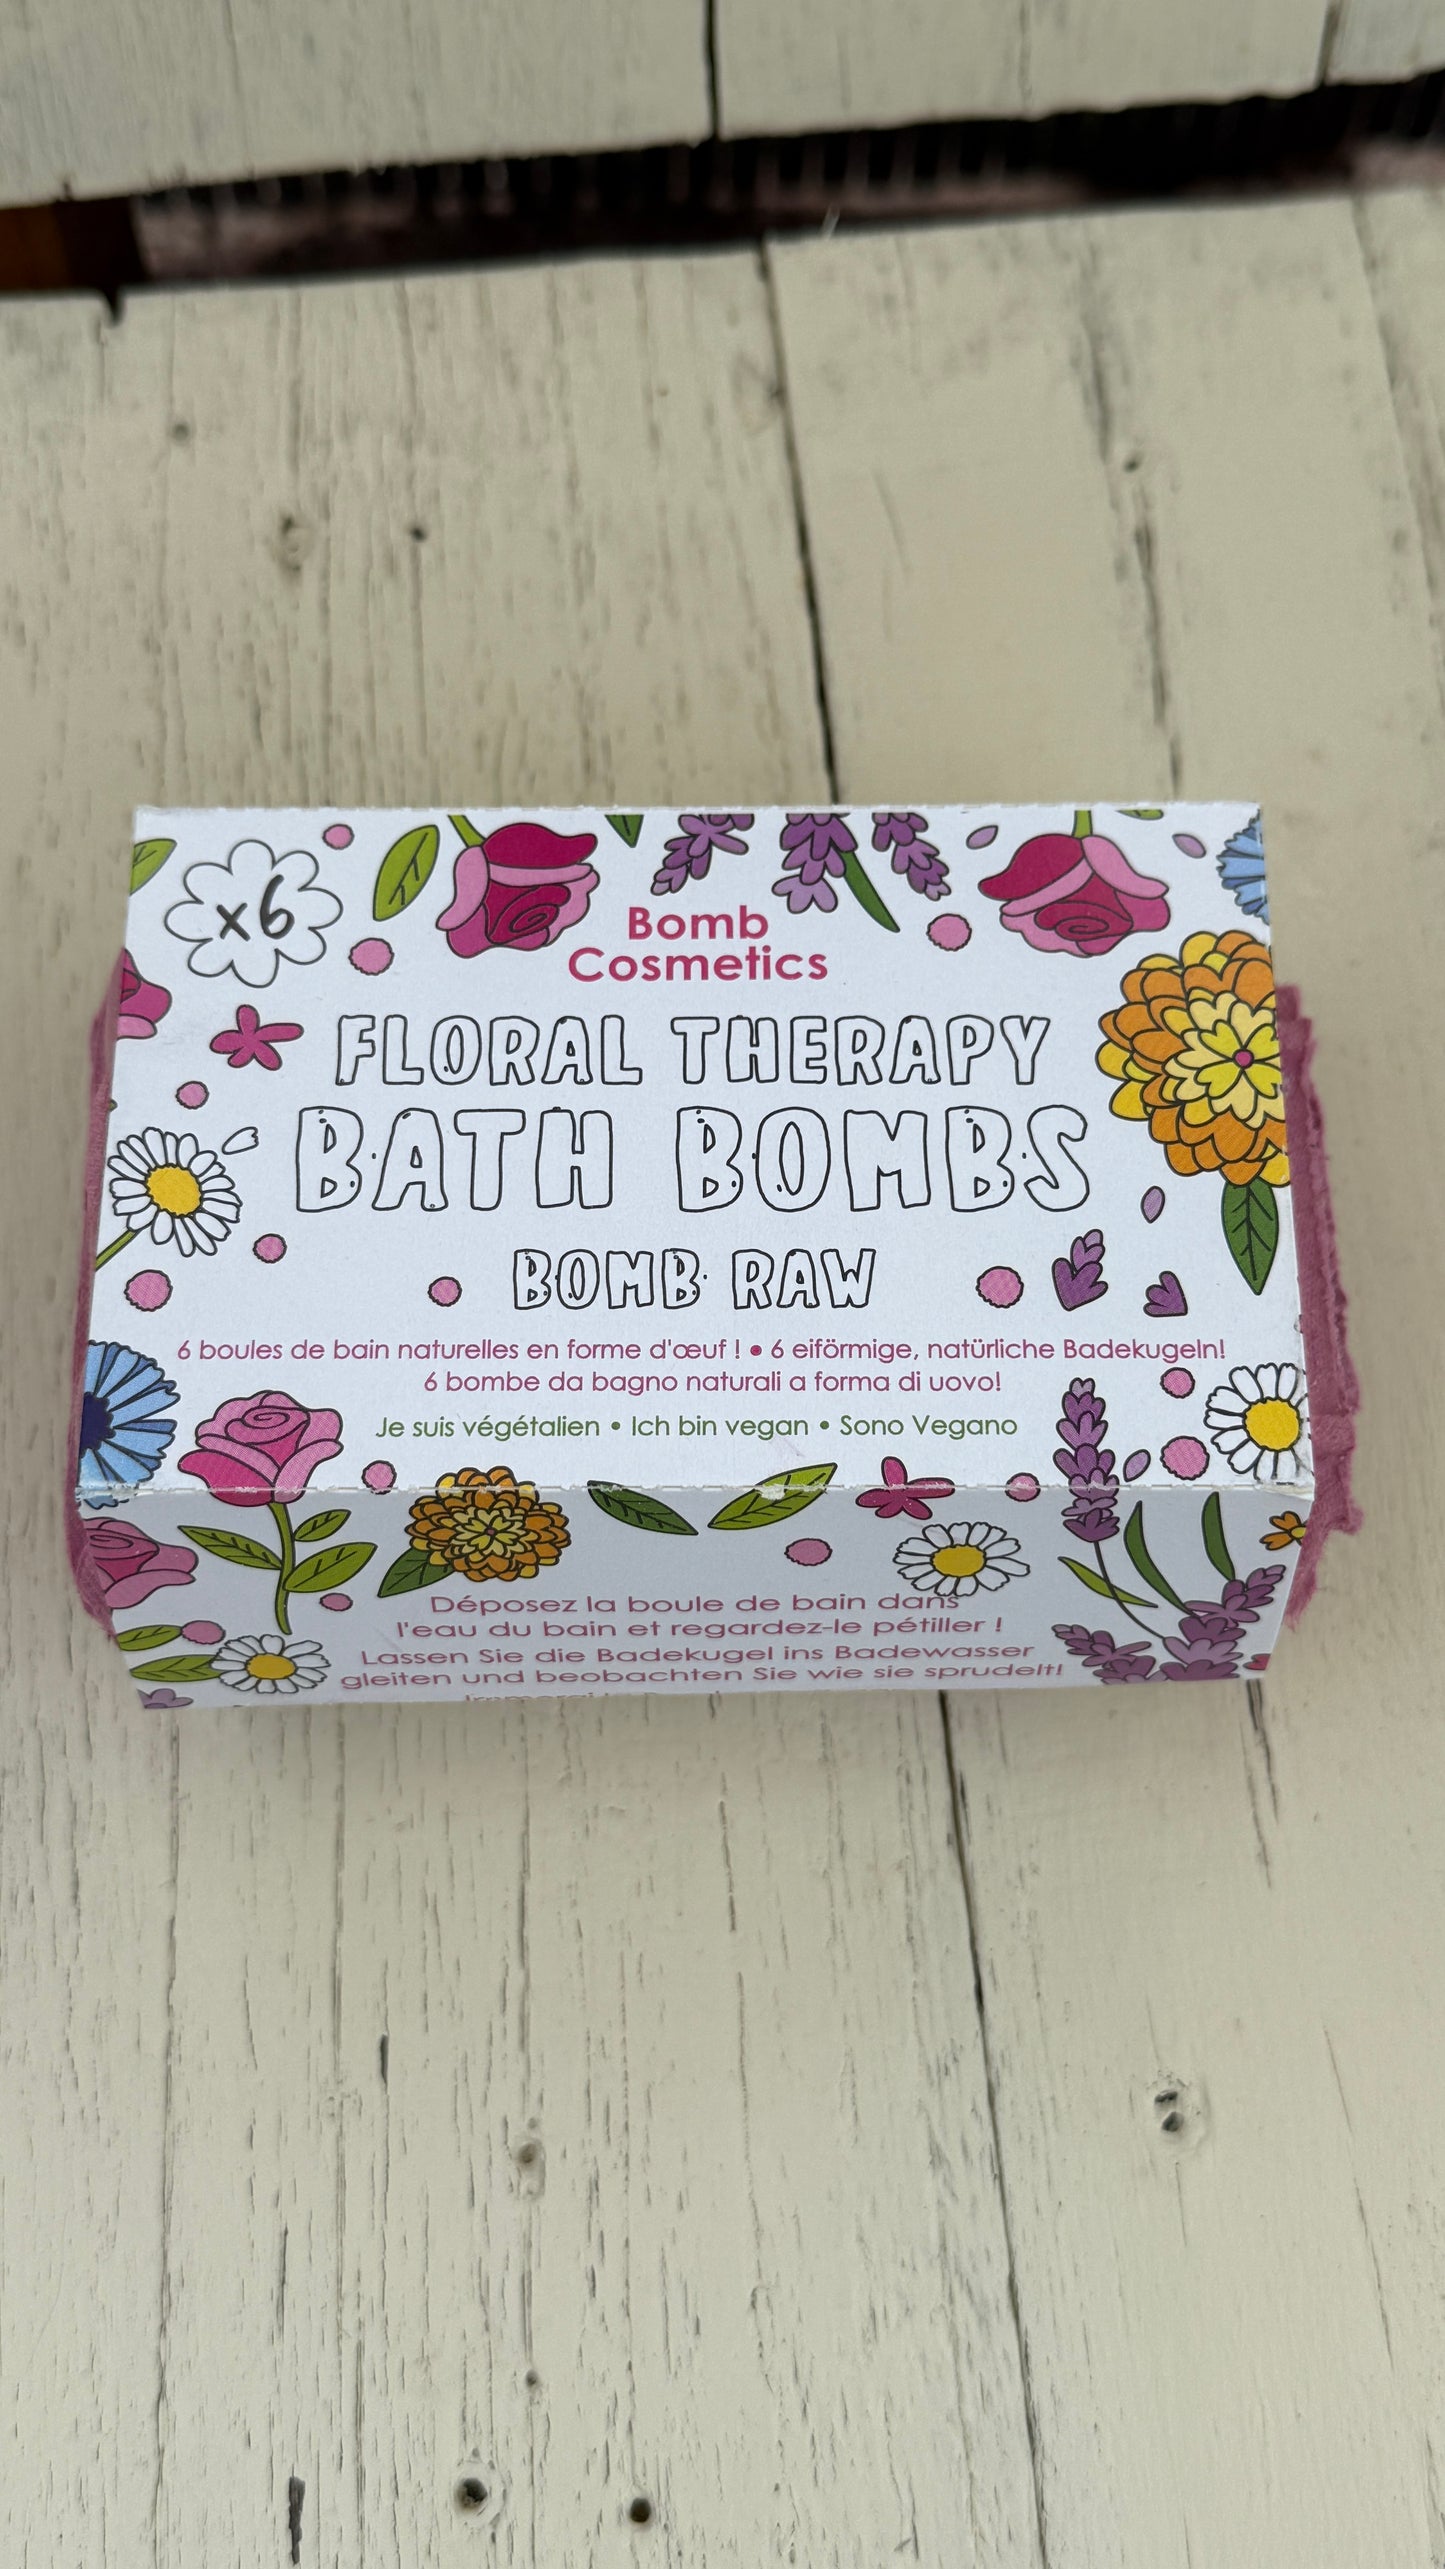 x6
Bomb
Cosmetics
FLORAL THERAPY
BATH BOMBS
BOMB RAW
6 boules de bain naturelles en forme d'œuf ! • 6 eiförmige, natürliche Badekugeln!
6 bombe da bagno naturali a forma di uovo!
Je suis végétalien • Ich bin vegan • Sono Vegano
Déposez la boule de bain dans
l'eau du bain et regardez-le pétiller !
Lassen Sie die Badekugel ins Badewasser
gleiten und beobachten Sie wie sie sprudelt!